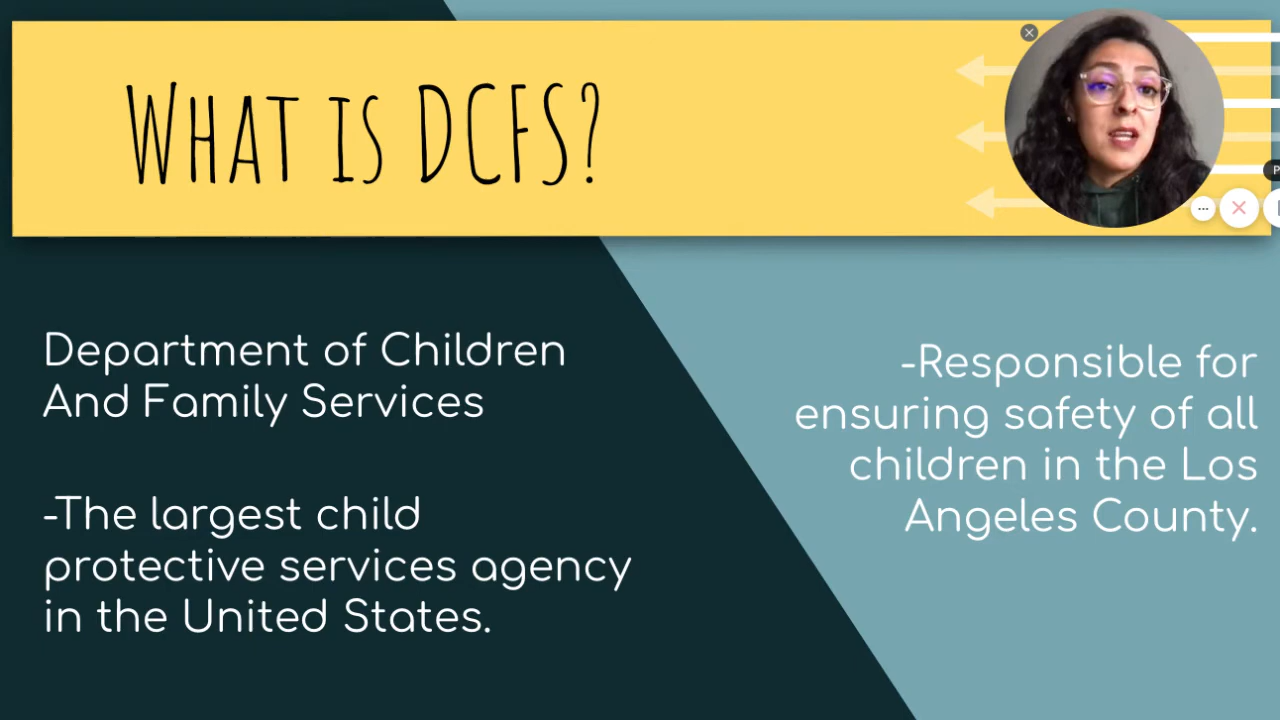 What is DCFS?
Department of Children
And Family Services
-The largest child
protective services agency
in the United States.
-Responsible for
ensuring safety of all
children in the Los
Angeles County.